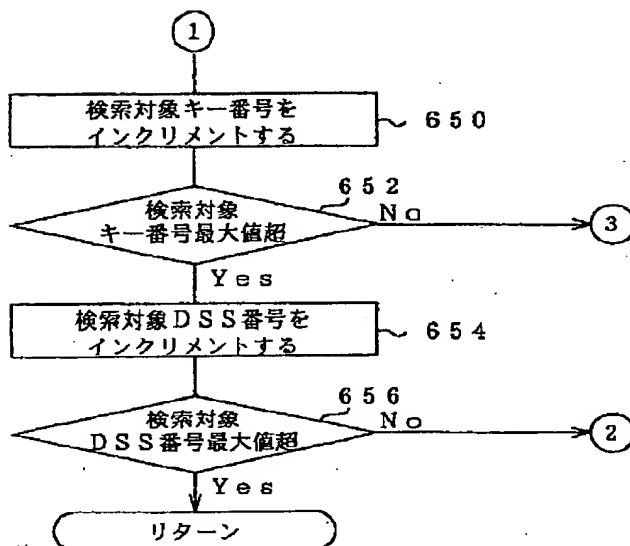 1
検索対象キー番号を
インクリメントする
650
652
検索対象
キー番号最大値超
No
3
Yes
検索対象DSS番号を
インクリメントする
654
656
検索対象
DSS番号最大値超
No
2
Yes
リターン